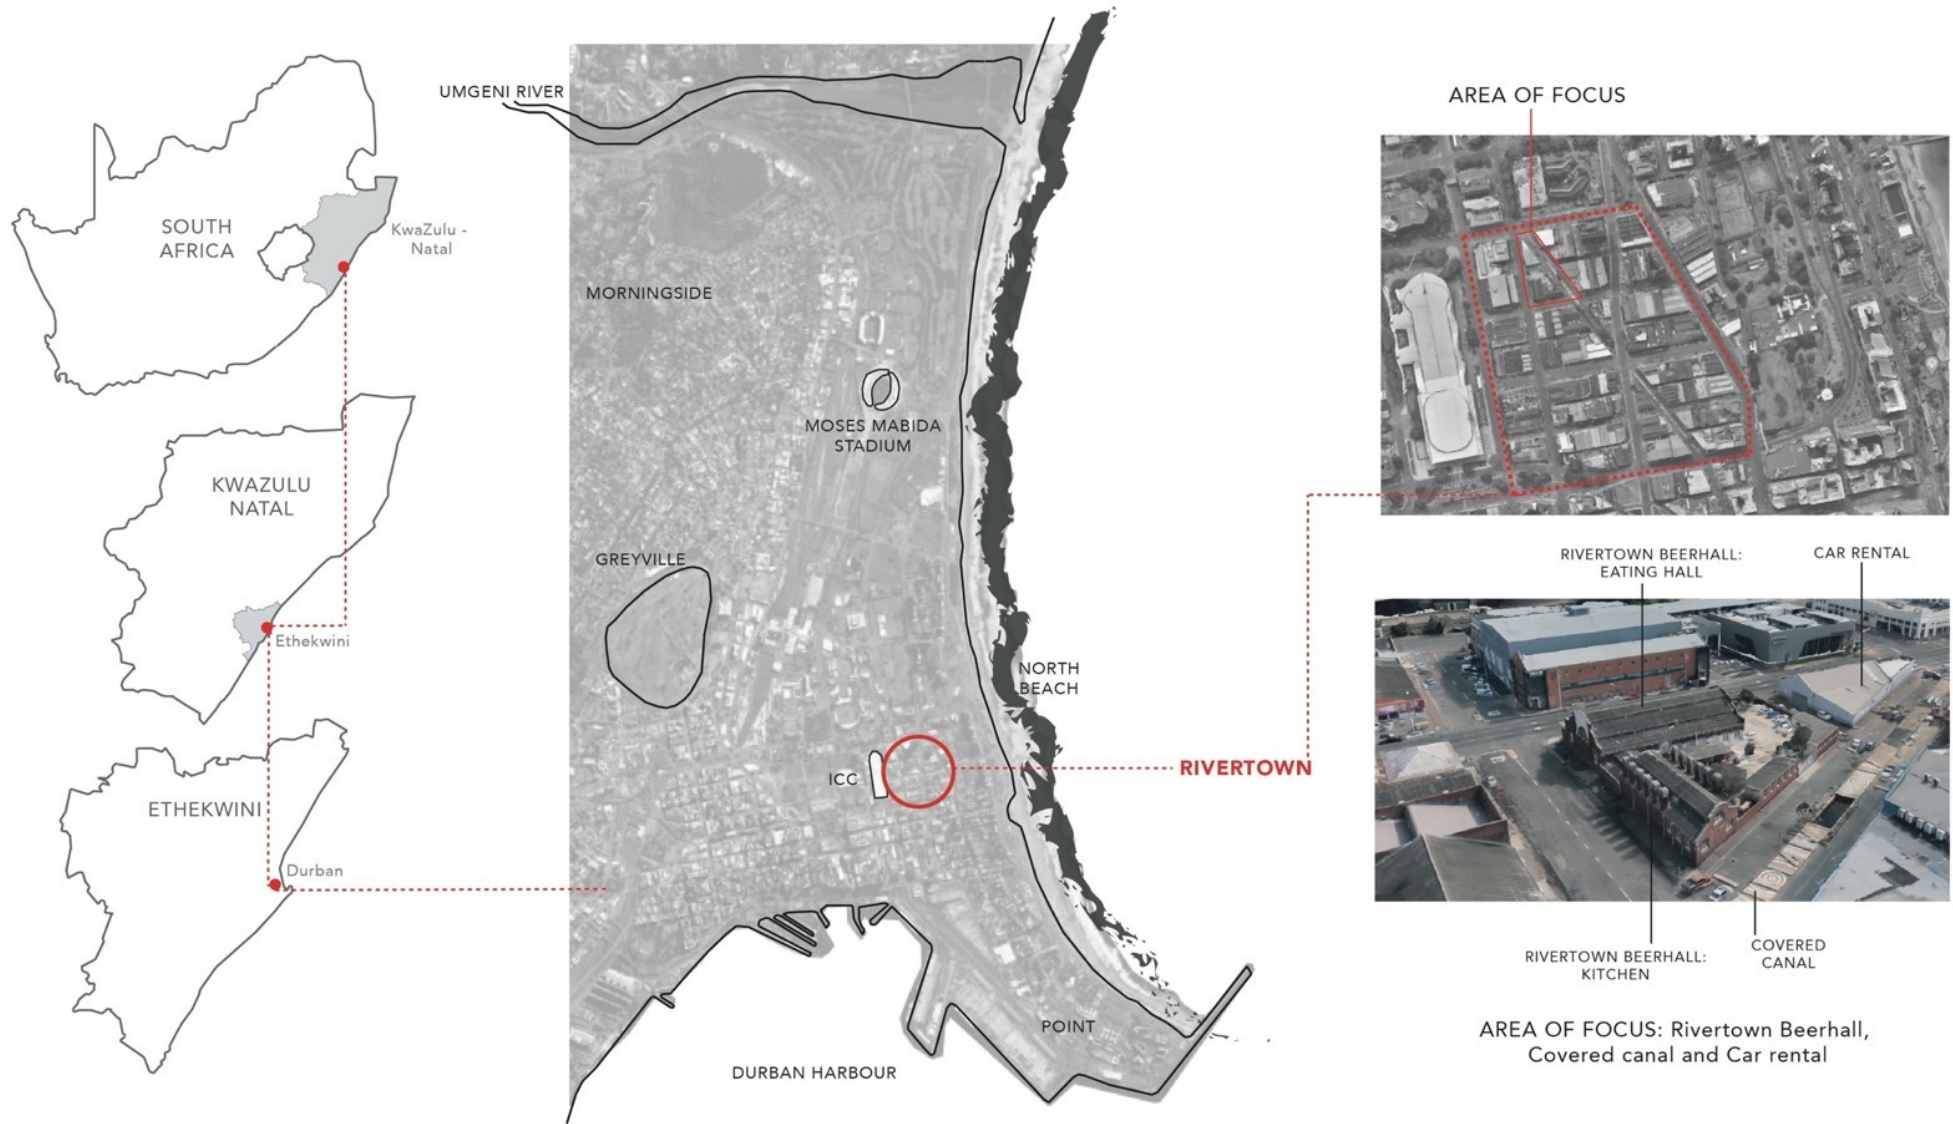 SOUTH
AFRICA
KwaZulu -
Natal
KWAZULU
NATAL
Ethekwini
ETHEKWINI
Durban
UMGENI RIVER
MORNINGSIDE
MOSES MABIDA
STADIUM
GREYVILLE
NORTH
BEACH
ICC
RIVERTOWN
POINT
DURBAN HARBOUR
AREA OF FOCUS
RIVERTOWN BEERHALL:
EATING HALL
CAR RENTAL
RIVERTOWN BEERHALL:
KITCHEN
COVERED
CANAL
AREA OF FOCUS: Rivertown Beerhall,
Covered canal and Car rental